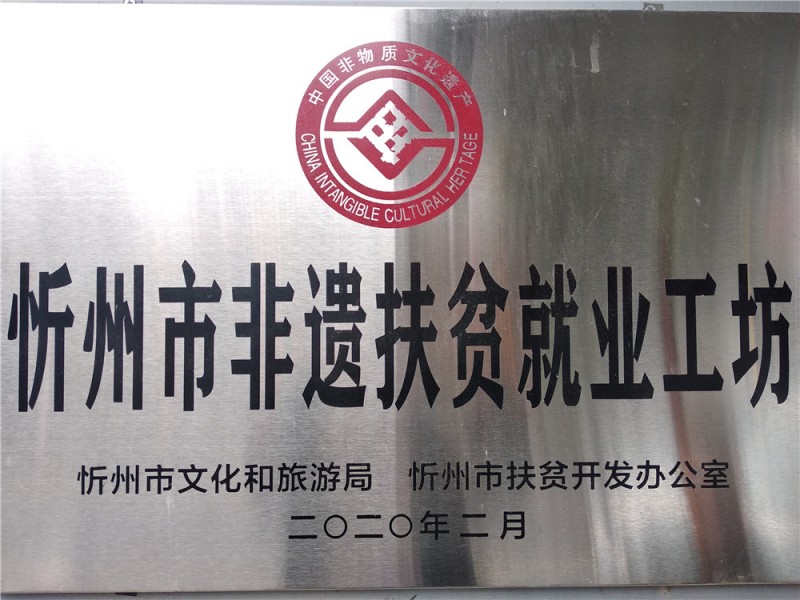 中国非物质文化遗产
CHINA INTANGIBLE CULTURAL HERITAGE
忻州市非遗扶贫就业工坊
忻州市文化和旅游局 忻州市扶贫开发办公室
二〇二〇年二月